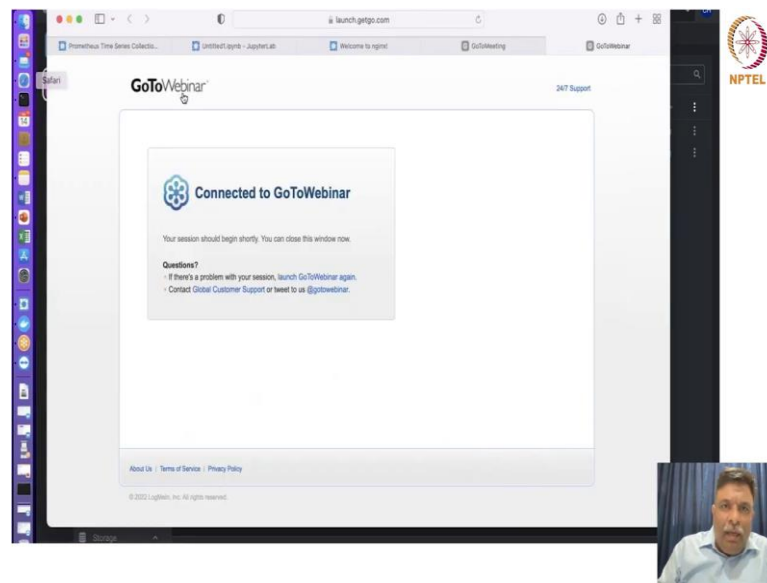 launch.getgo.com
Prometheus Time Series Collectio...
Untitled1.ipynb - JupyterLab
Welcome to nginx!
GoToMeeting
GoToWebinar
Safari
GoToWebinar
24/7 Support
NPTEL
Connected to GoToWebinar
Your session should begin shortly. You can close this window now.
Questions?
If there's a problem with your session, launch GoToWebinar again.
Contact Global Customer Support or tweet to us @gotowebinar.
About Us | Terms of Service | Privacy Policy
© 2022 LogMeIn, Inc. All rights reserved.
Storage